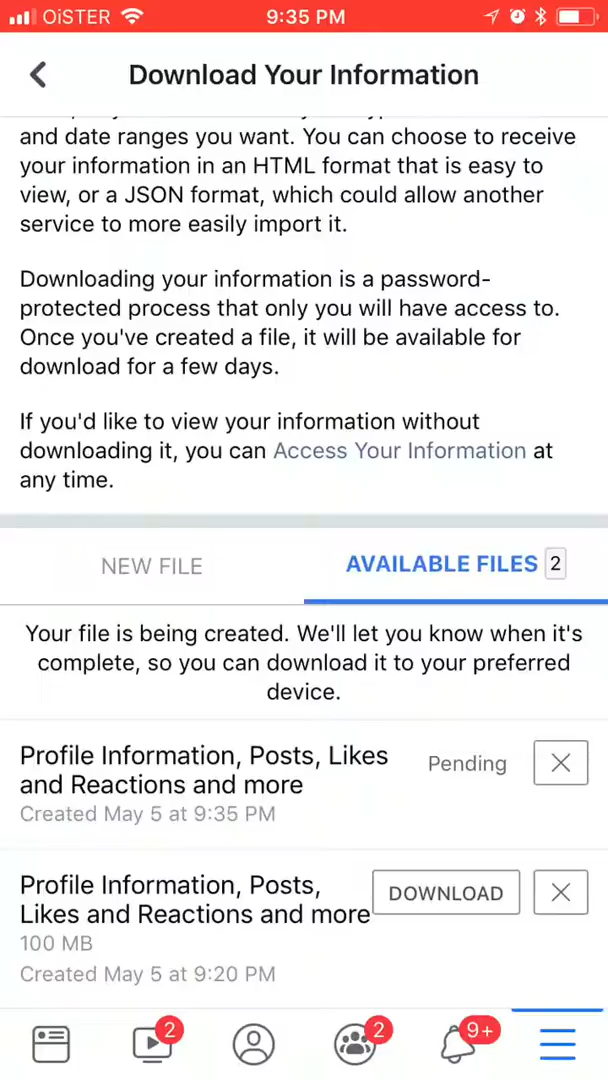 OiSTER
9:35 PM
Download Your Information
and date ranges you want. You can choose to receive
your information in an HTML format that is easy to
view, or a JSON format, which could allow another
service to more easily import it.
Downloading your information is a password-
protected process that only you will have access to.
Once you've created a file, it will be available for
download for a few days.
If you'd like to view your information without
downloading it, you can Access Your Information at
any time.
NEW FILE
AVAILABLE FILES 2
Your file is being created. We'll let you know when it's
complete, so you can download it to your preferred
device.
Profile Information, Posts, Likes
and Reactions and more
Pending
Created May 5 at 9:35 PM
Profile Information, Posts,
Likes and Reactions and more
DOWNLOAD
100 MB
Created May 5 at 9:20 PM
2
2
9+